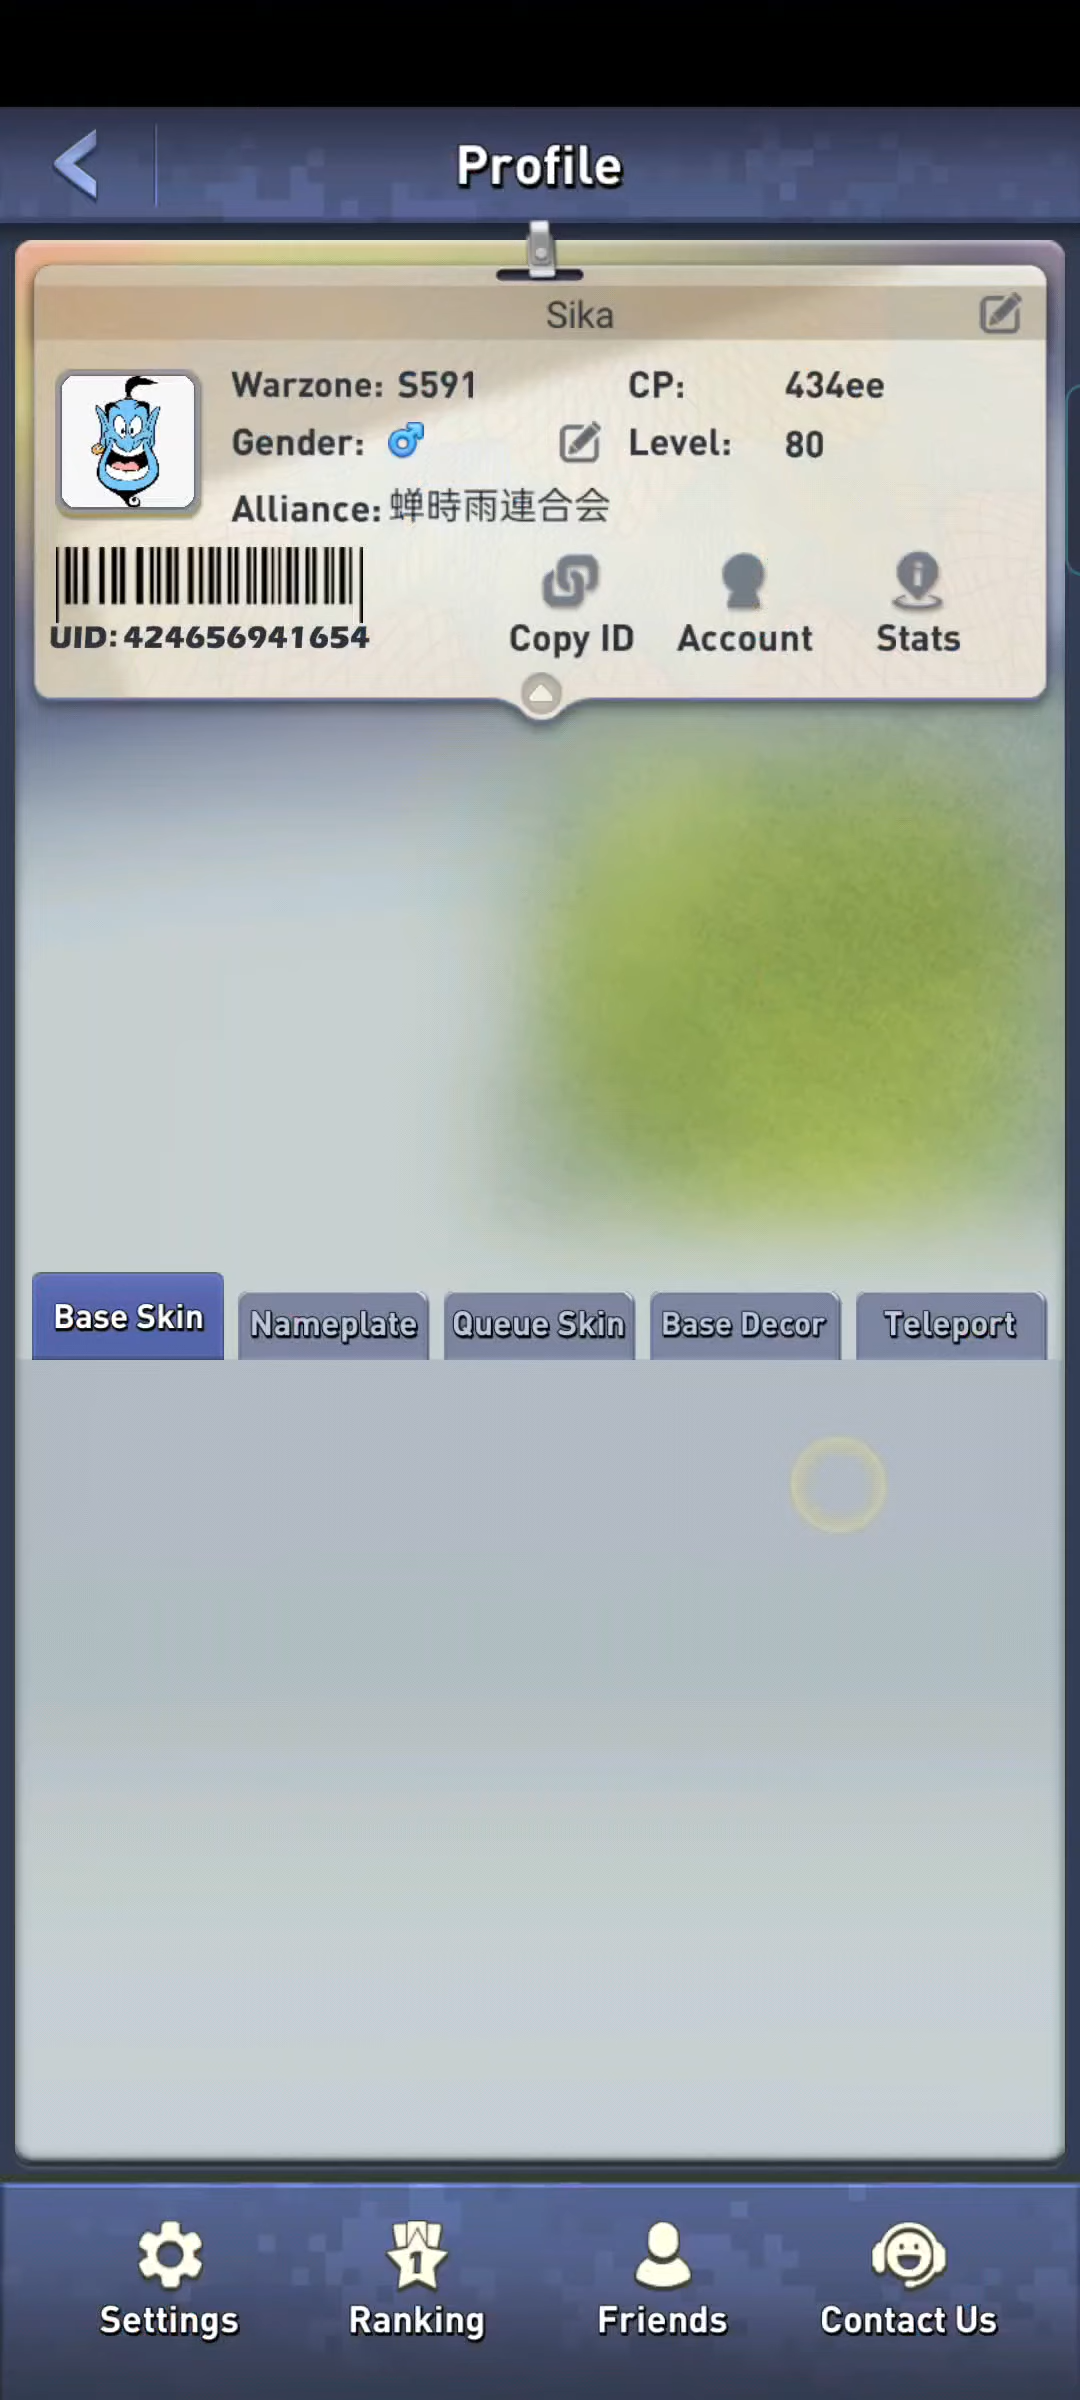 Profile
Sika
Warzone: S591 CP: 434ee
Gender: Level: 80
Alliance: 蝉時雨連合会
UID: 424656941654
Copy ID Account Stats
Base Skin Nameplate Queue Skin Base Decor Teleport
1
Settings Ranking Friends Contact Us